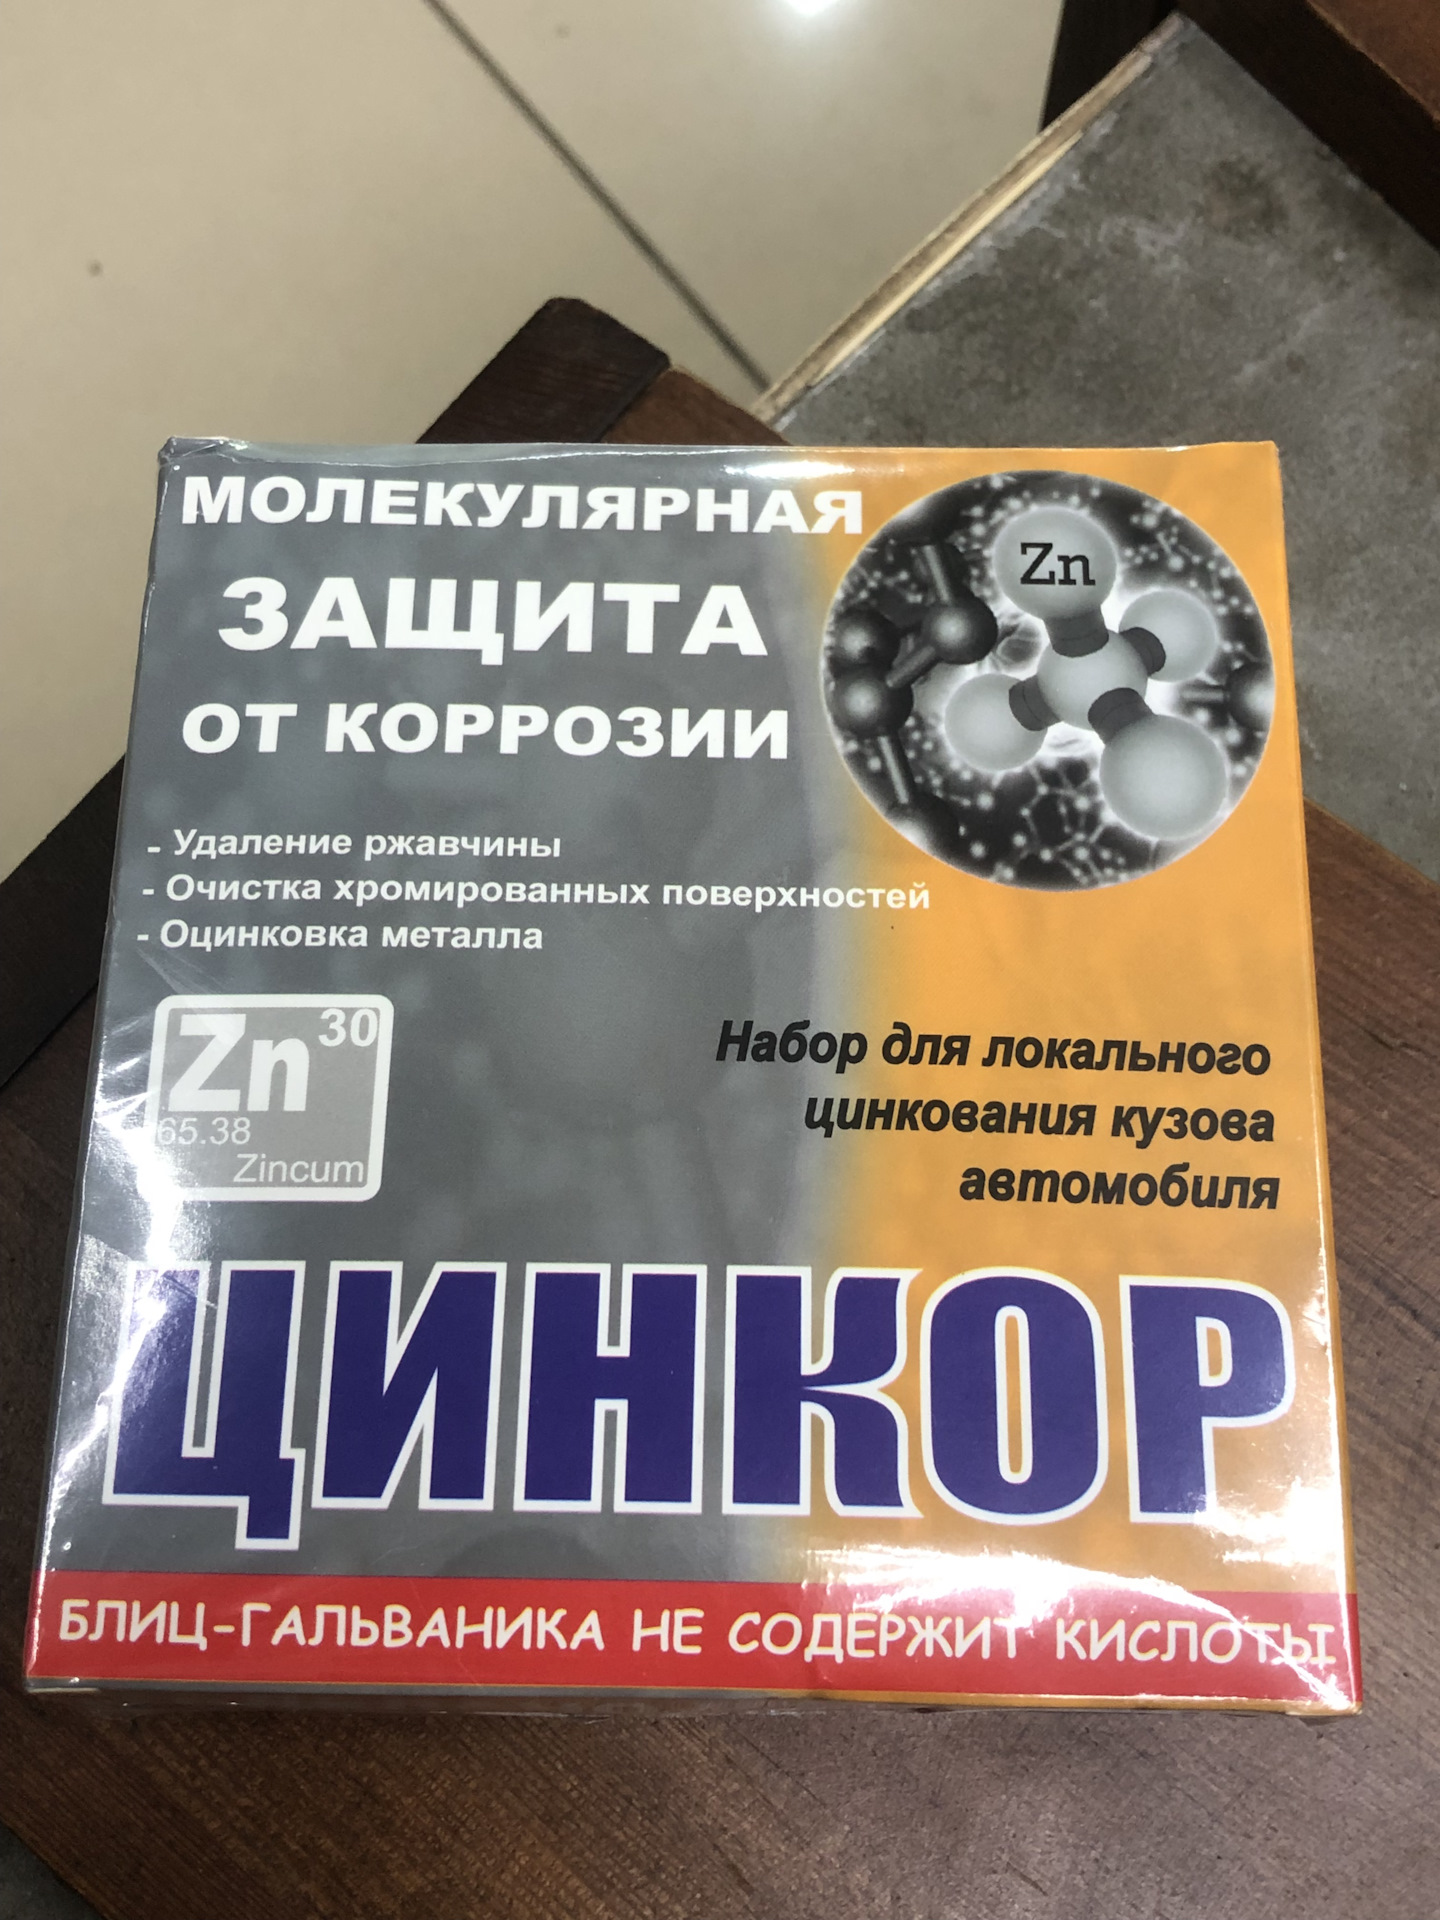 МОЛЕКУЛЯРНАЯ
ЗАЩИТА
ОТ КОРРОЗИИ
Zn
- Удаление ржавчины
- Очистка хромированных поверхностей
- Оцинковка металла
Zn 30
65.38
Zincum
Набор для локального
цинкования кузова
автомобиля
ЦИНКОР
БЛИЦ-ГАЛЬВАНИКА НЕ СОДЕРЖИТ КИСЛОТЫ